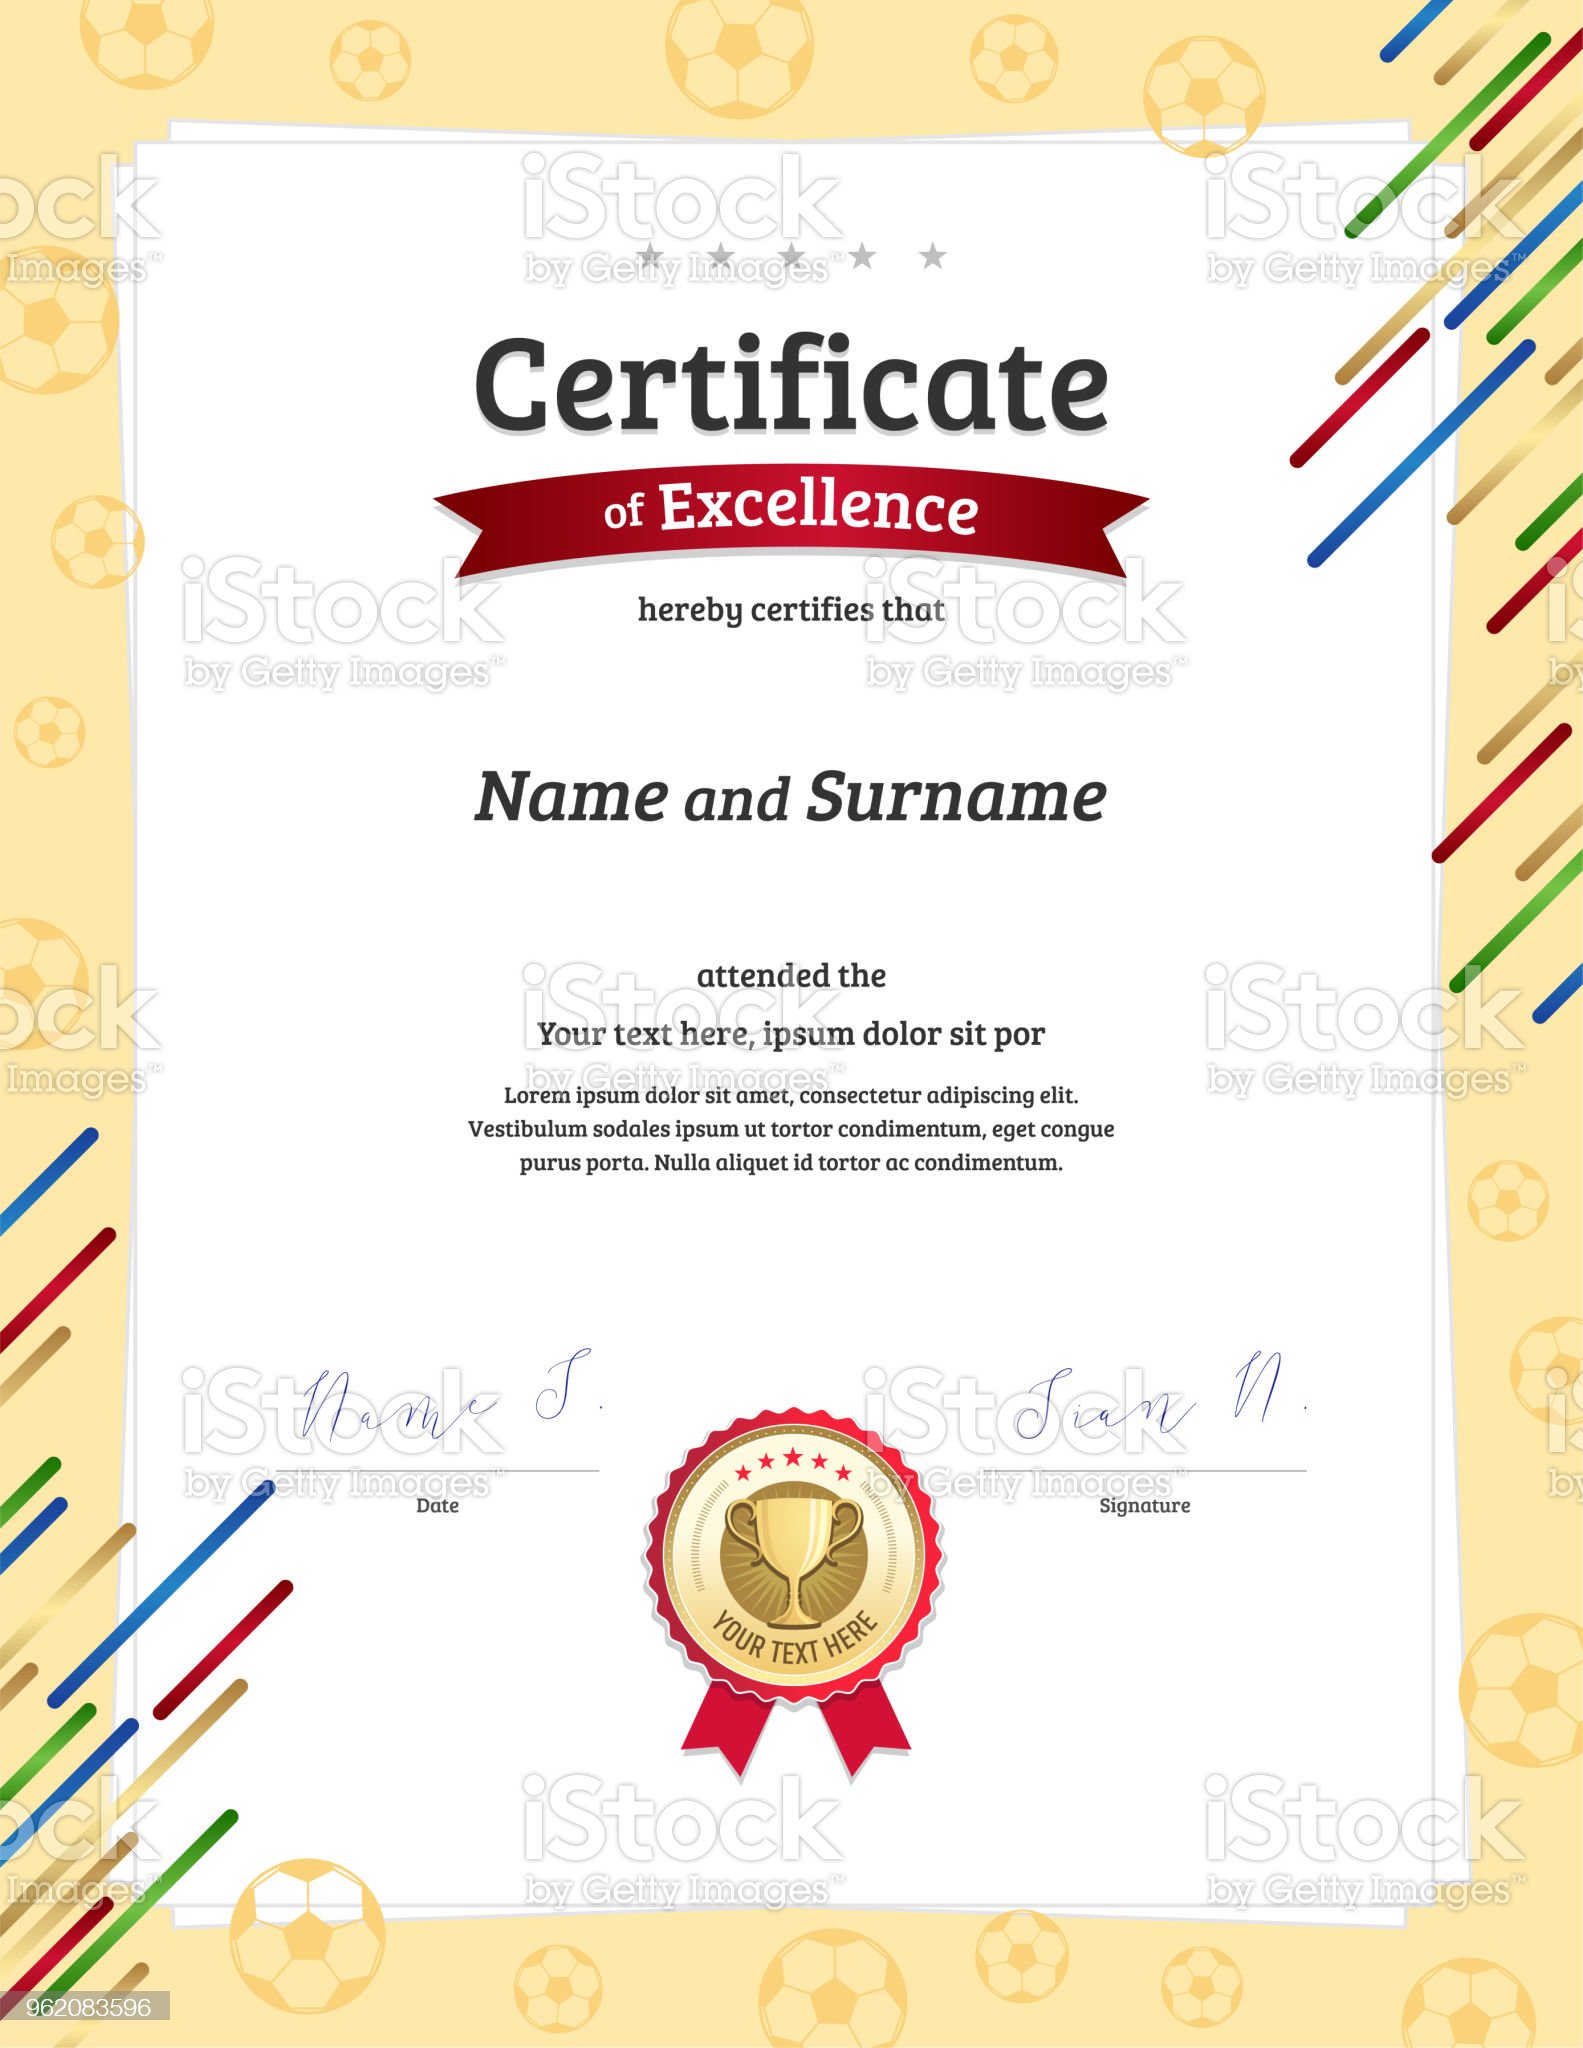 Certificate
of Excellence
hereby certifies that
Name and Surname
attended the
Your text here, ipsum dolor sit por
Lorem ipsum dolor sit amet, consectetur adipiscing elit.
Vestibulum sodales ipsum ut tortor condimentum, eget congue
purus porta. Nulla aliquet id tortor ac condimentum.
Name J.
Date
Sian N.
Signature
YOUR TEXT HERE
iStock
by Getty Images™
962083596